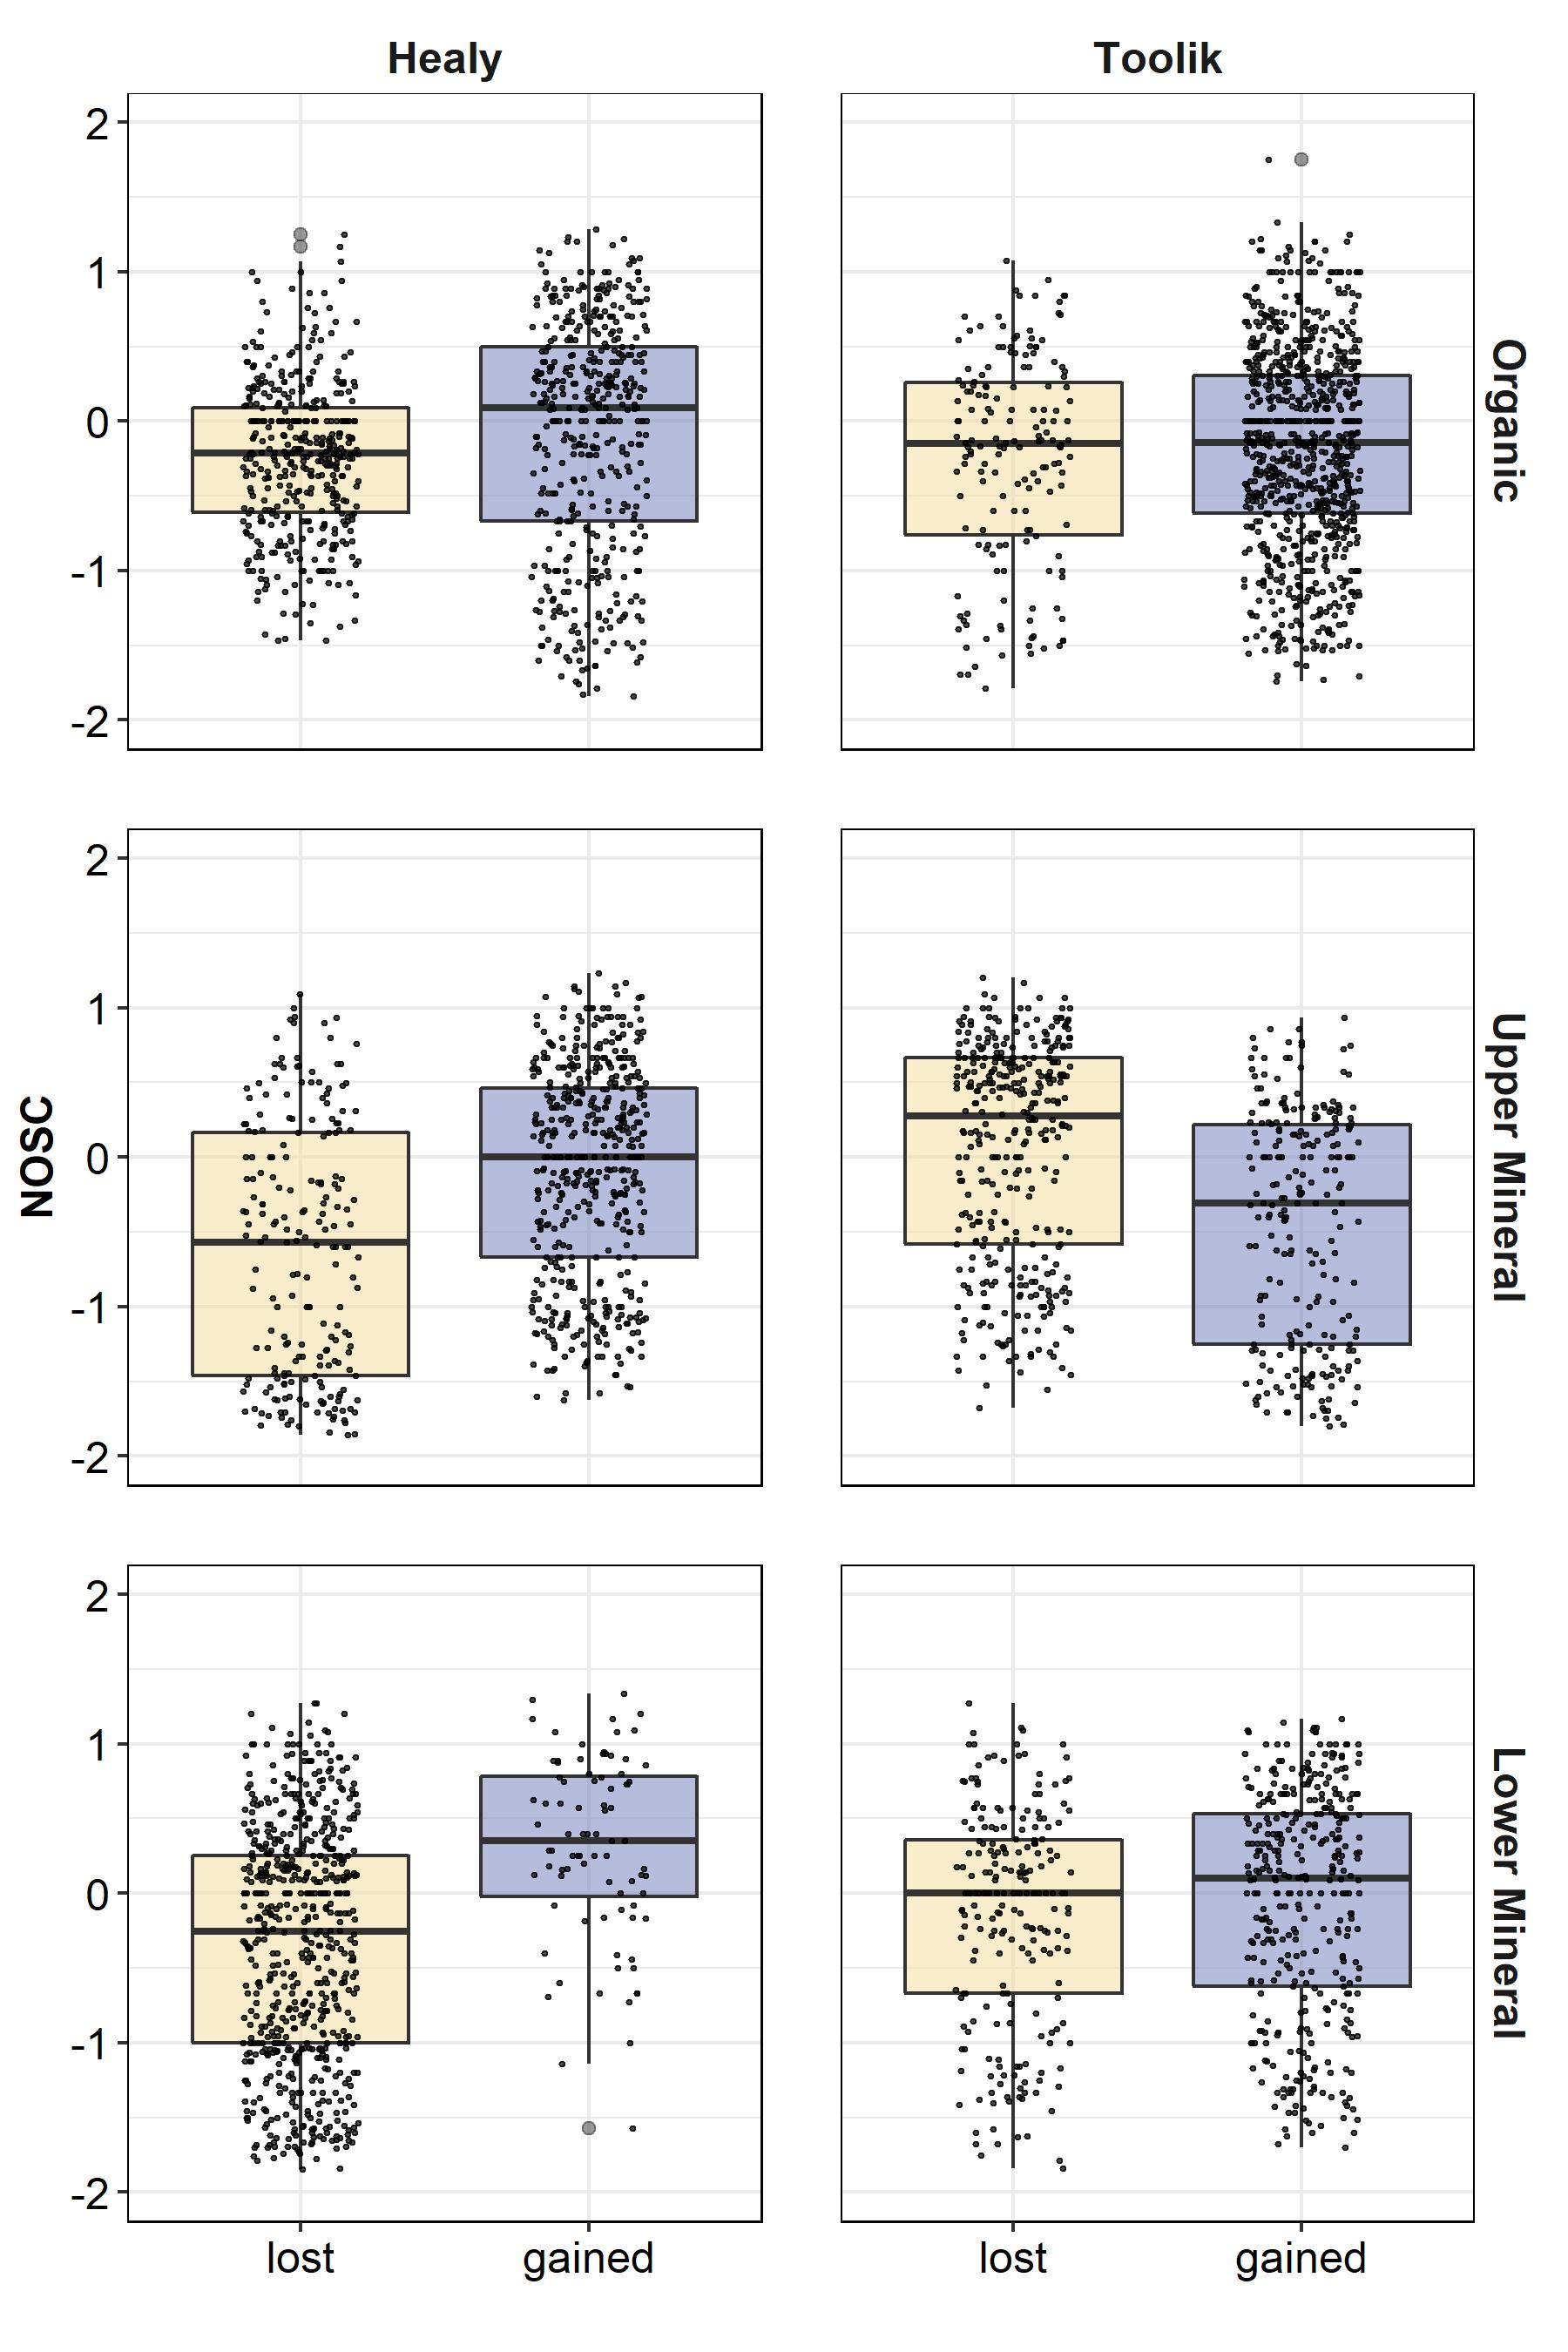 Healy
Toolik
2
1
0
-1
-2
Organic
2
1
0
-1
-2
Upper Mineral
NOSC
2
1
0
-1
-2
Lower Mineral
lost
gained
lost
gained